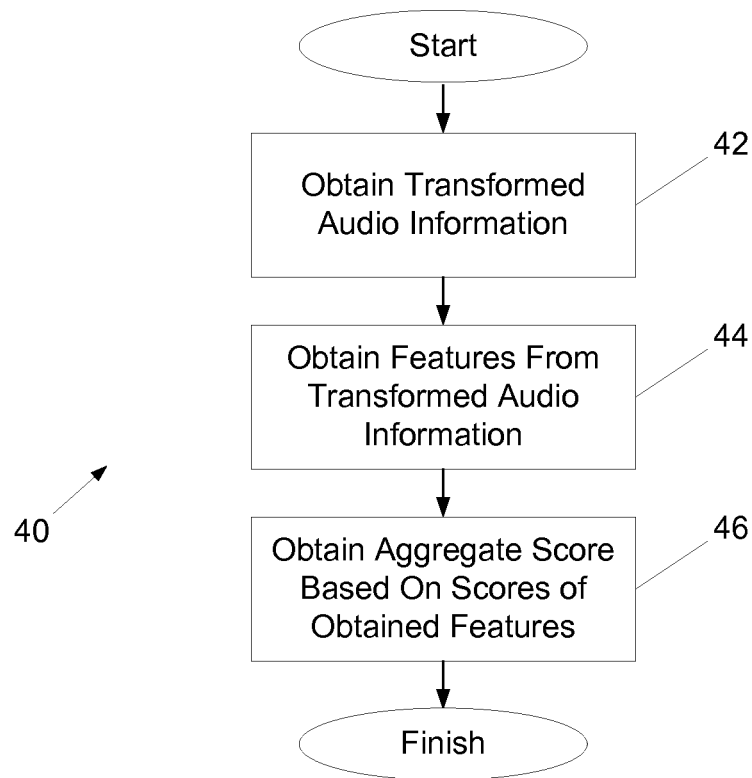 Start
42
Obtain Transformed
Audio Information
44
Obtain Features From
Transformed Audio
Information
40
46
Obtain Aggregate Score
Based On Scores of
Obtained Features
Finish